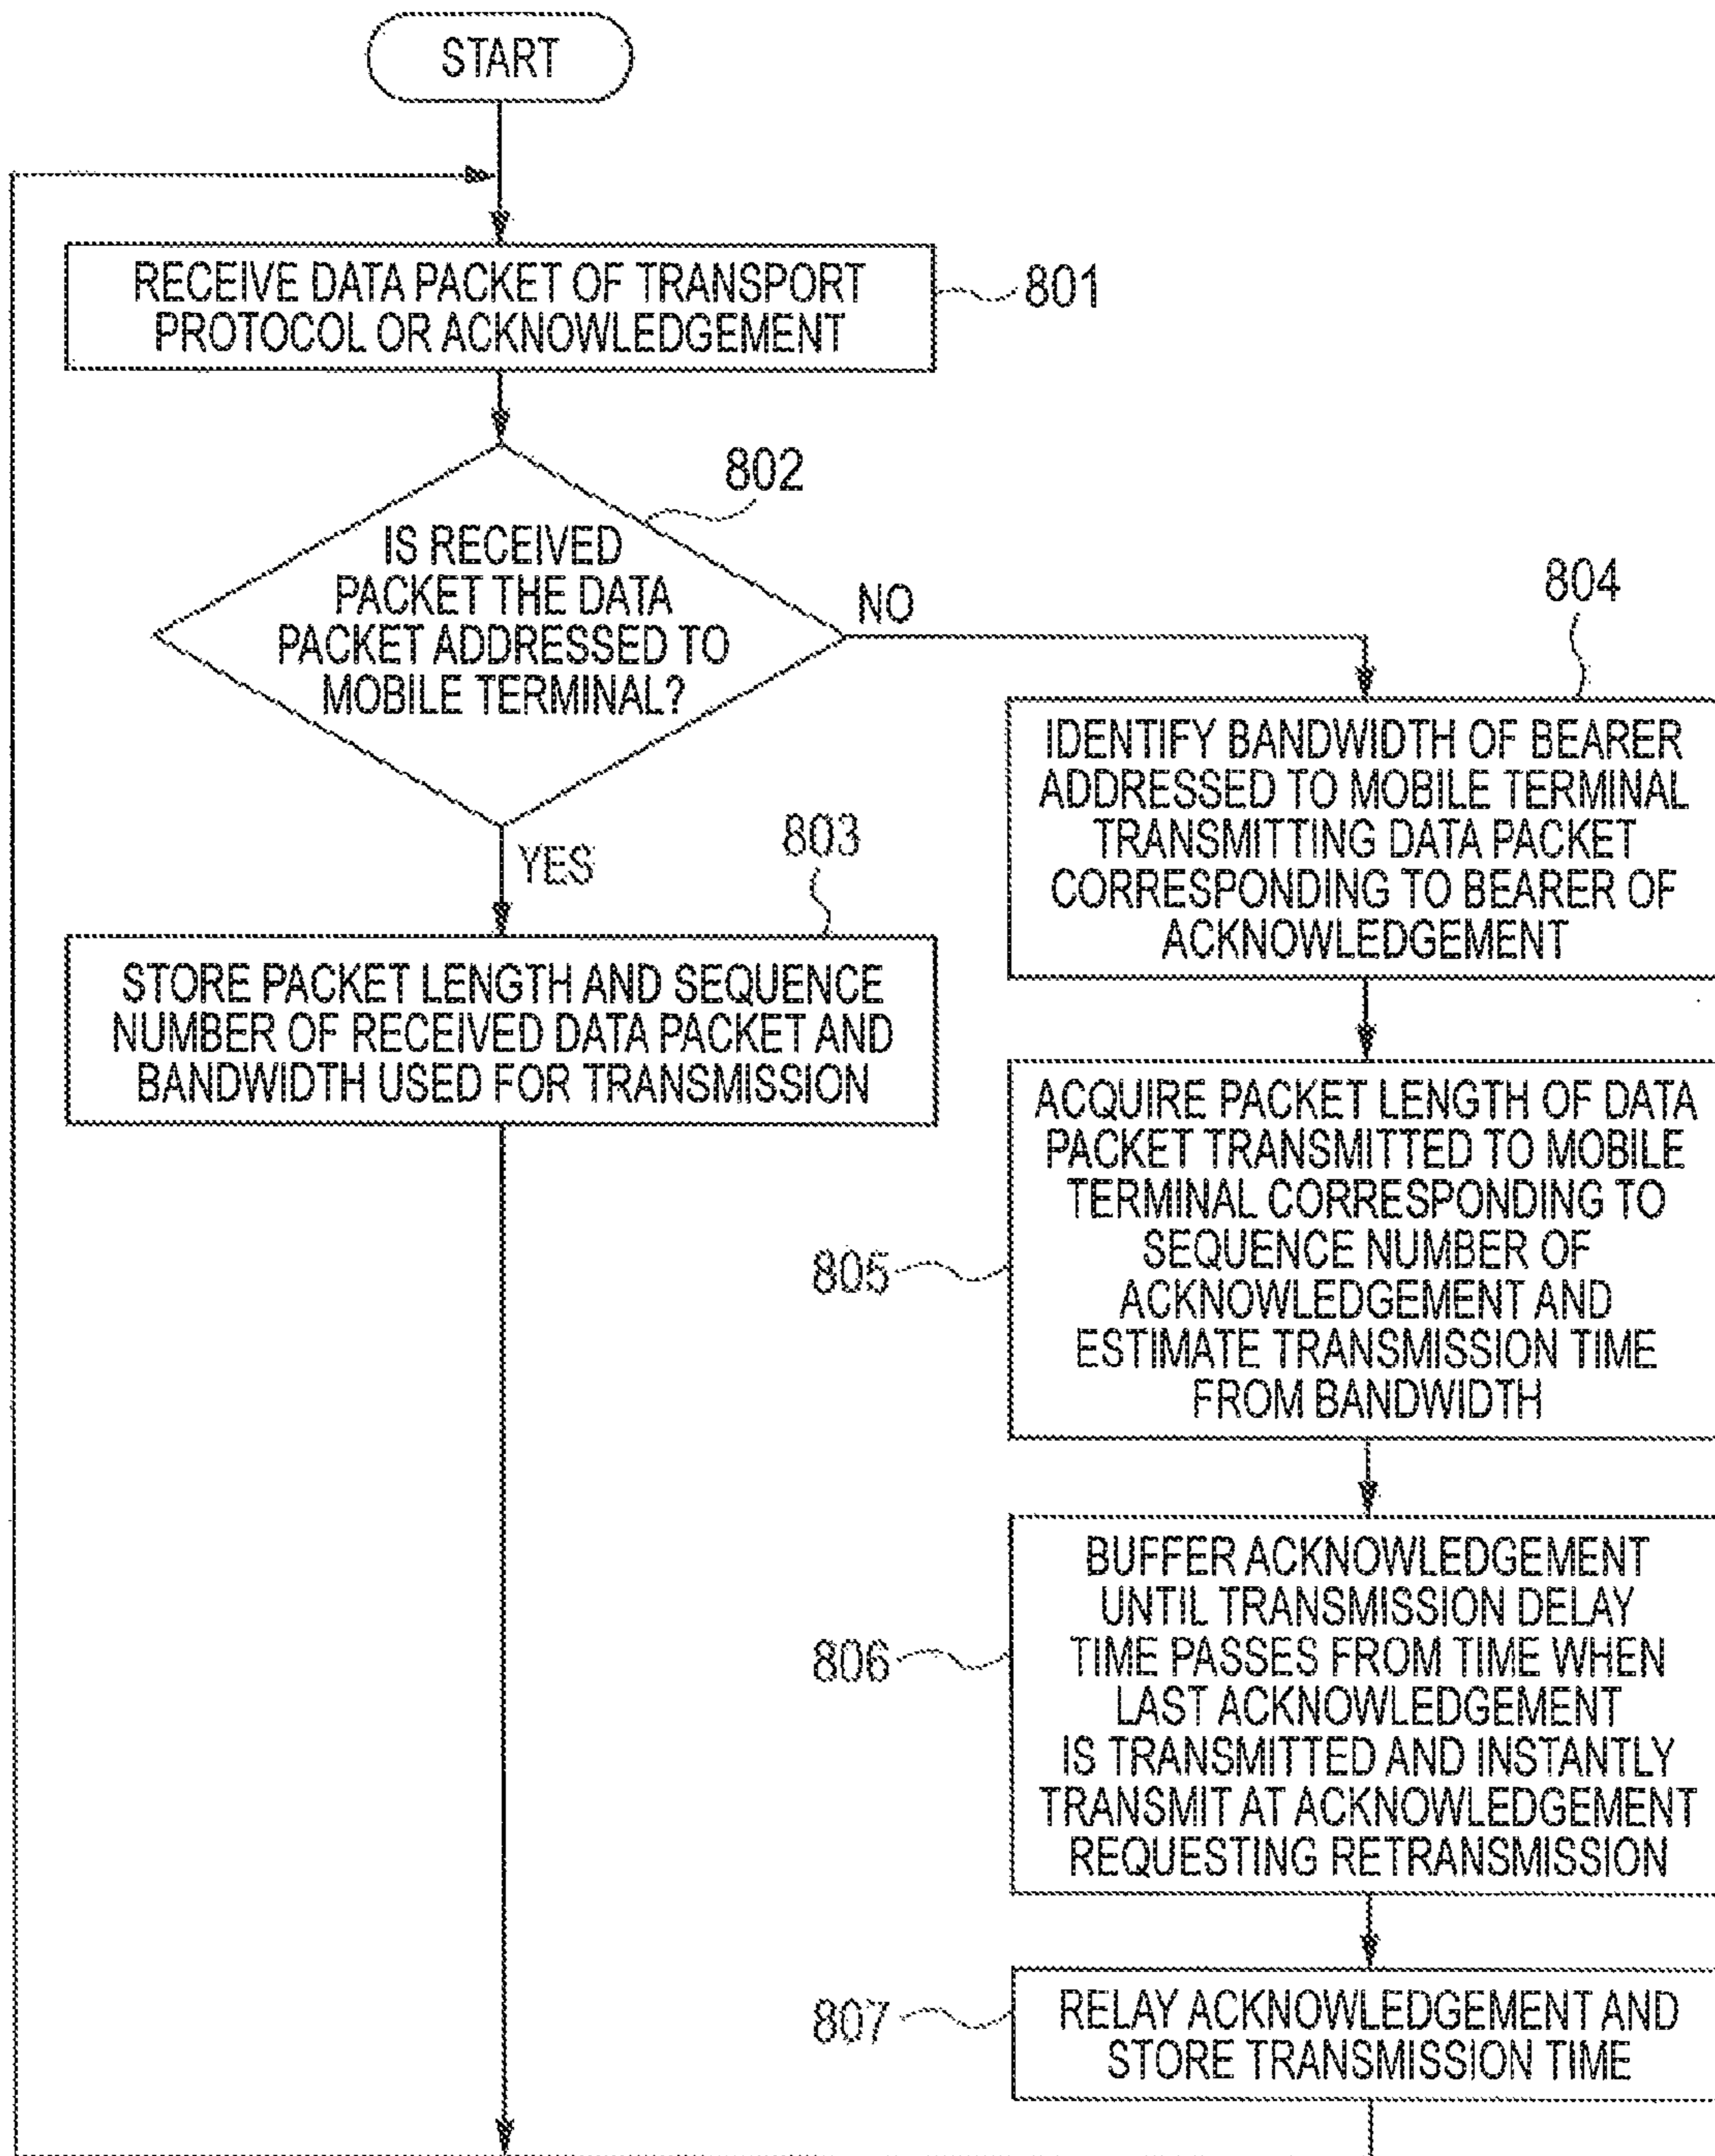 START
RECEIVE DATA PACKET OF TRANSPORT
PROTOCOL OR ACKNOWLEDGEMENT
801
802
IS RECEIVED
PACKET THE DATA
PACKET ADDRESSED TO
MOBILE TERMINAL?
NO
YES
803
STORE PACKET LENGTH AND SEQUENCE
NUMBER OF RECEIVED DATA PACKET AND
BANDWIDTH USED FOR TRANSMISSION
804
IDENTIFY BANDWIDTH OF BEARER
ADDRESSED TO MOBILE TERMINAL
TRANSMITTING DATA PACKET
CORRESPONDING TO BEARER OF
ACKNOWLEDGEMENT
805
ACQUIRE PACKET LENGTH OF DATA
PACKET TRANSMITTED TO MOBILE
TERMINAL CORRESPONDING TO
SEQUENCE NUMBER OF
ACKNOWLEDGEMENT AND
ESTIMATE TRANSMISSION TIME
FROM BANDWIDTH
806
BUFFER ACKNOWLEDGEMENT
UNTIL TRANSMISSION DELAY
TIME PASSES FROM TIME WHEN
LAST ACKNOWLEDGEMENT
IS TRANSMITTED AND INSTANTLY
TRANSMIT AT ACKNOWLEDGEMENT
REQUESTING RETRANSMISSION
807
RELAY ACKNOWLEDGEMENT AND
STORE TRANSMISSION TIME